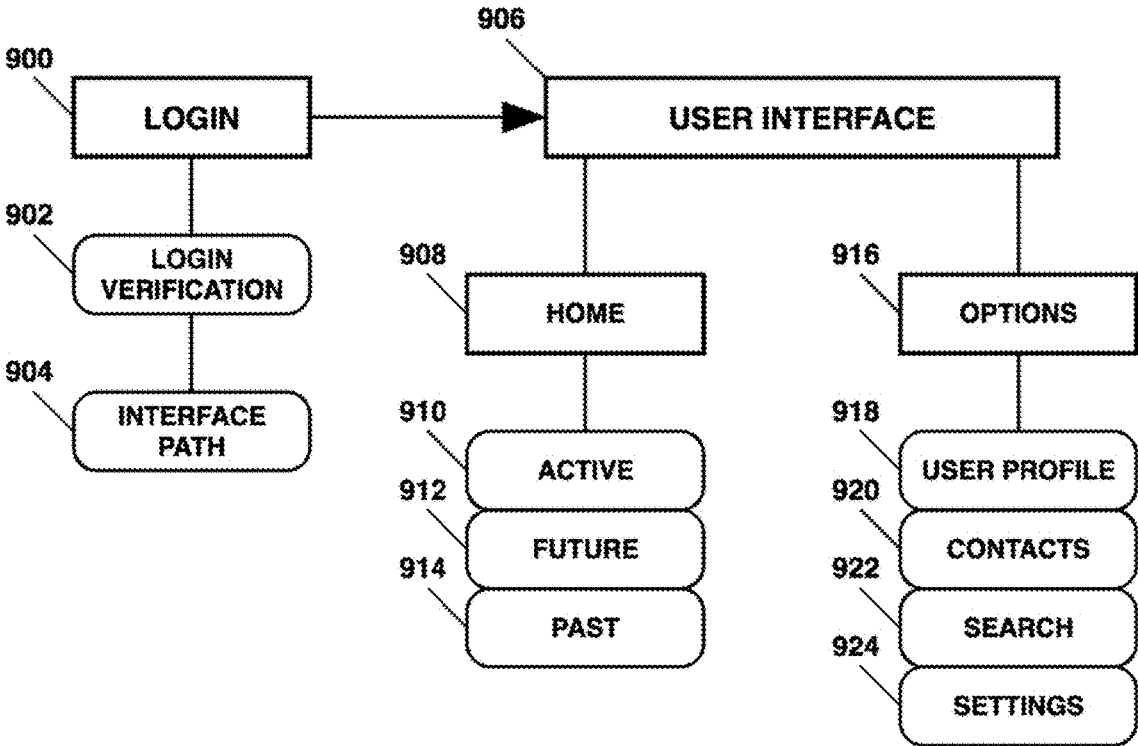 906
900
LOGIN
USER INTERFACE
902
LOGIN
VERIFICATION
908
HOME
916
OPTIONS
904
INTERFACE
PATH
910
ACTIVE
912
FUTURE
914
PAST
918
USER PROFILE
920
CONTACTS
922
SEARCH
924
SETTINGS